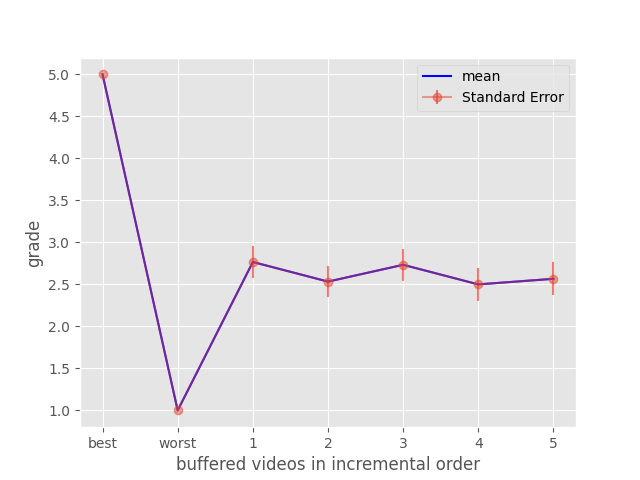 mean
Standard Error
5.0
4.5
4.0
3.5
3.0
2.5
2.0
1.5
1.0
grade
best worst 1 2 3 4 5
buffered videos in incremental order